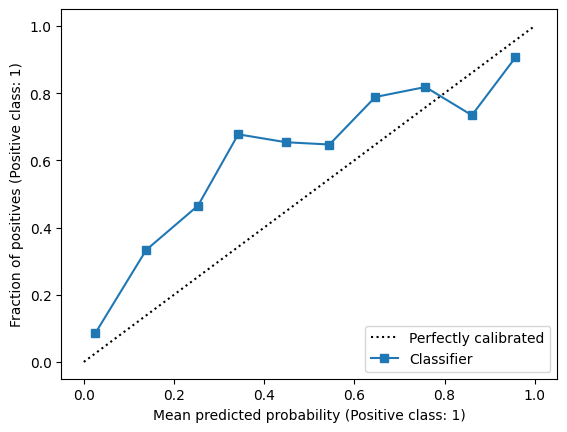 1.0
0.8
0.6
0.4
0.2
0.0
Fraction of positives (Positive class: 1)
Perfectly calibrated
Classifier
0.0 0.2 0.4 0.6 0.8 1.0
Mean predicted probability (Positive class: 1)